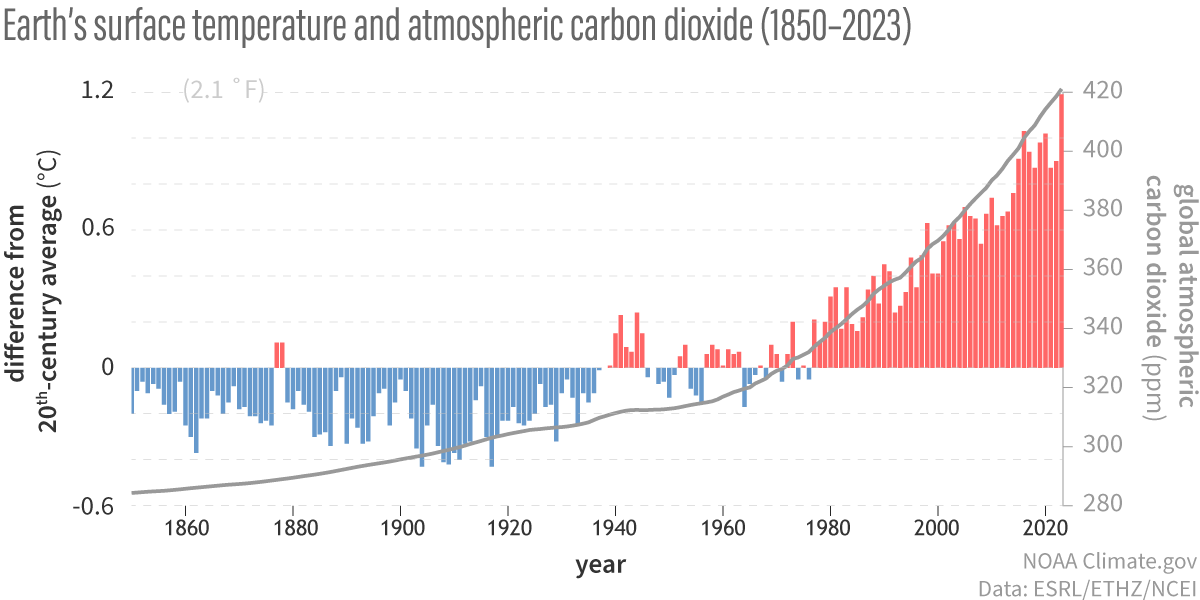 Earth's surface temperature and atmospheric carbon dioxide (1850–2023)
1.2
(2.1 °F)
420
400
380
0.6
360
340
0
320
300
-0.6
280
difference from
20th-century average (°C)
global atmospheric
carbon dioxide (ppm)
1860
1880
1900
1920
1940
1960
1980
2000
2020
year
NOAA Climate.gov
Data: ESRL/ETHZ/NCEI